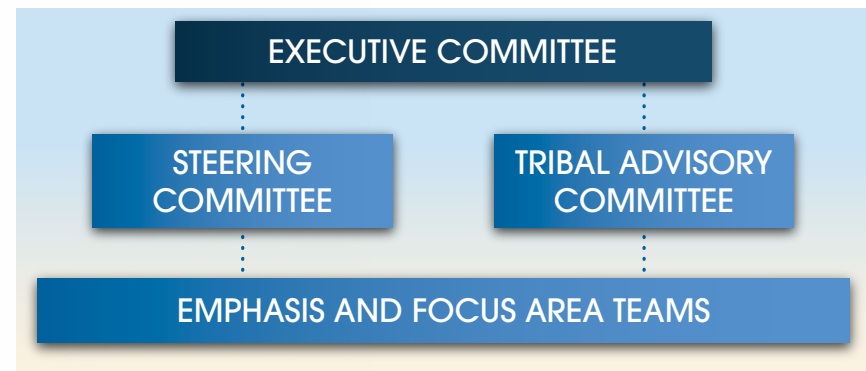 EXECUTIVE COMMITTEE
STEERING
COMMITTEE
TRIBAL ADVISORY
COMMITTEE
EMPHASIS AND FOCUS AREA TEAMS